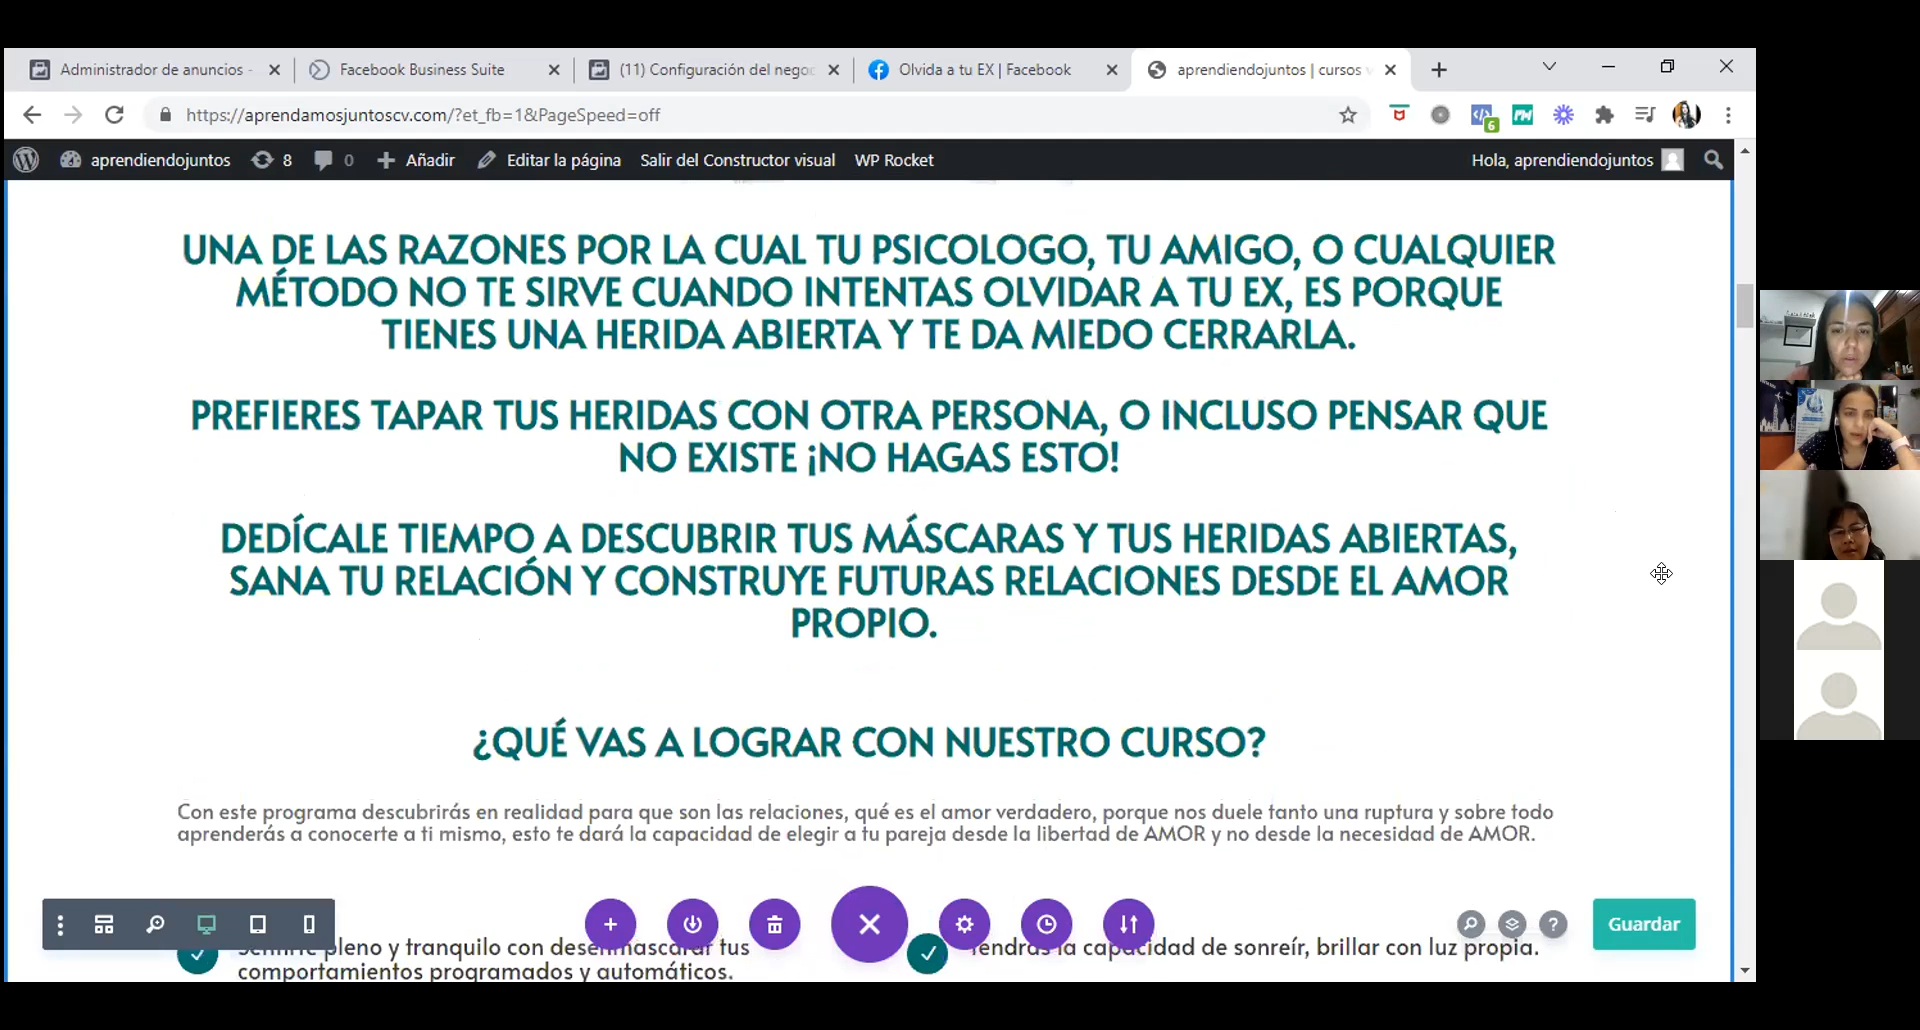 Administrador de anuncios -
Facebook Business Suite
(11) Configuración del negoc
Olvida a tu EX | Facebook
aprendiendojuntos | cursos v
https://aprendamosjuntoscv.com/?et_fb=1&PageSpeed=off
6
aprendiendojuntos
8
0
Añadir
Editar la página
Salir del Constructor visual
WP Rocket
Hola, aprendiendojuntos
UNA DE LAS RAZONES POR LA CUAL TU PSICOLOGO, TU AMIGO, O CUALQUIER
MÉTODO NO TE SIRVE CUANDO INTENTAS OLVIDAR A TU EX, ES PORQUE
TIENES UNA HERIDA ABIERTA Y TE DA MIEDO CERRARLA.
PREFIERES TAPAR TUS HERIDAS CON OTRA PERSONA, O INCLUSO PENSAR QUE
NO EXISTE ¡NO HAGAS ESTO!
DEDÍCALE TIEMPO A DESCUBRIR TUS MÁSCARAS Y TUS HERIDAS ABIERTAS,
SANA TU RELACIÓN Y CONSTRUYE FUTURAS RELACIONES DESDE EL AMOR
PROPIO.
¿QUÉ VAS A LOGRAR CON NUESTRO CURSO?
Con este programa descubrirás en realidad para que son las relaciones, qué es el amor verdadero, porque nos duele tanto una ruptura y sobre todo
aprenderás a conocerte a ti mismo, esto te dará la capacidad de elegir a tu pareja desde la libertad de AMOR y no desde la necesidad de AMOR.
Guardar
Sentirte pleno y tranquilo con desenmascarar tus
comportamientos programados y automáticos.
Tendrás la capacidad de sonreír, brillar con luz propia.